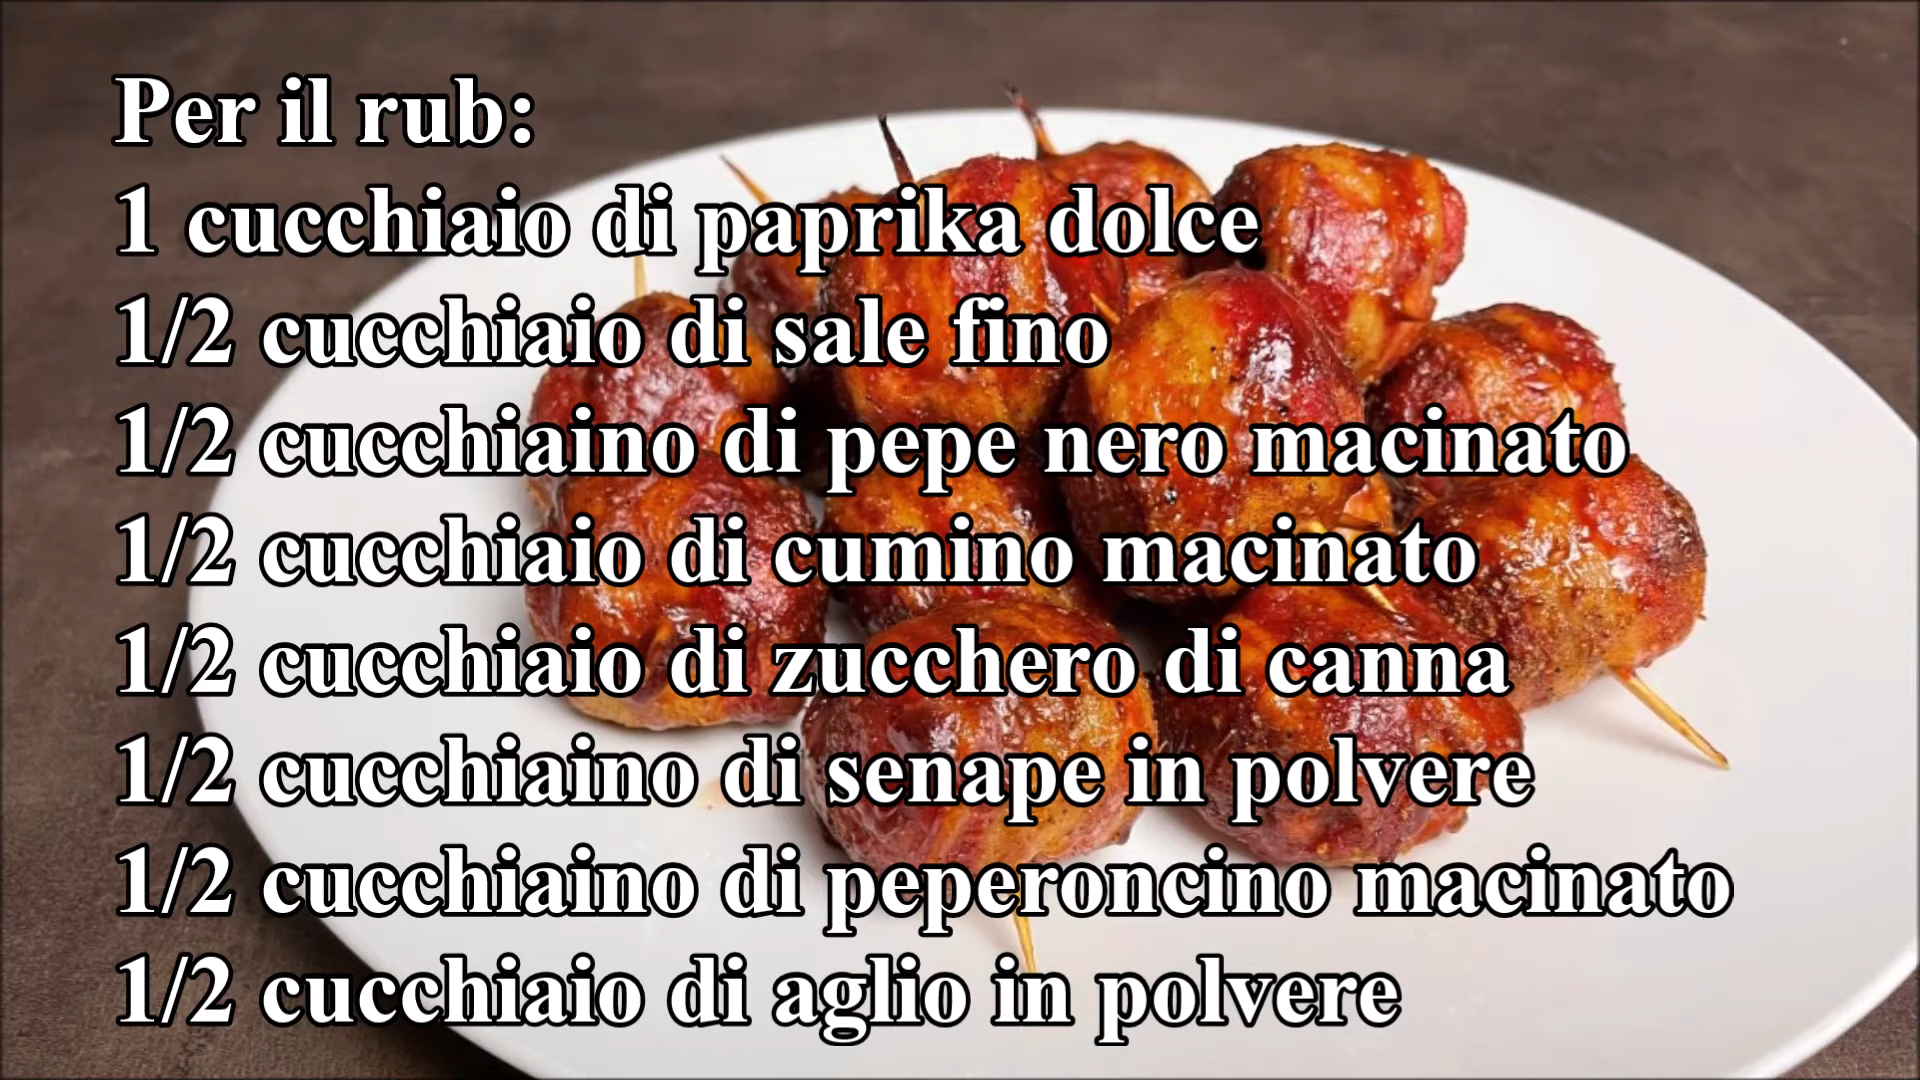 Per il rub:
1 cucchiaio di paprika dolce
1/2 cucchiaio di sale fino
1/2 cucchiaino di pepe nero macinato
1/2 cucchiaio di cumino macinato
1/2 cucchiaio di zucchero di canna
1/2 cucchiaino di senape in polvere
1/2 cucchiaino di peperoncino macinato
1/2 cucchiaio di aglio in polvere